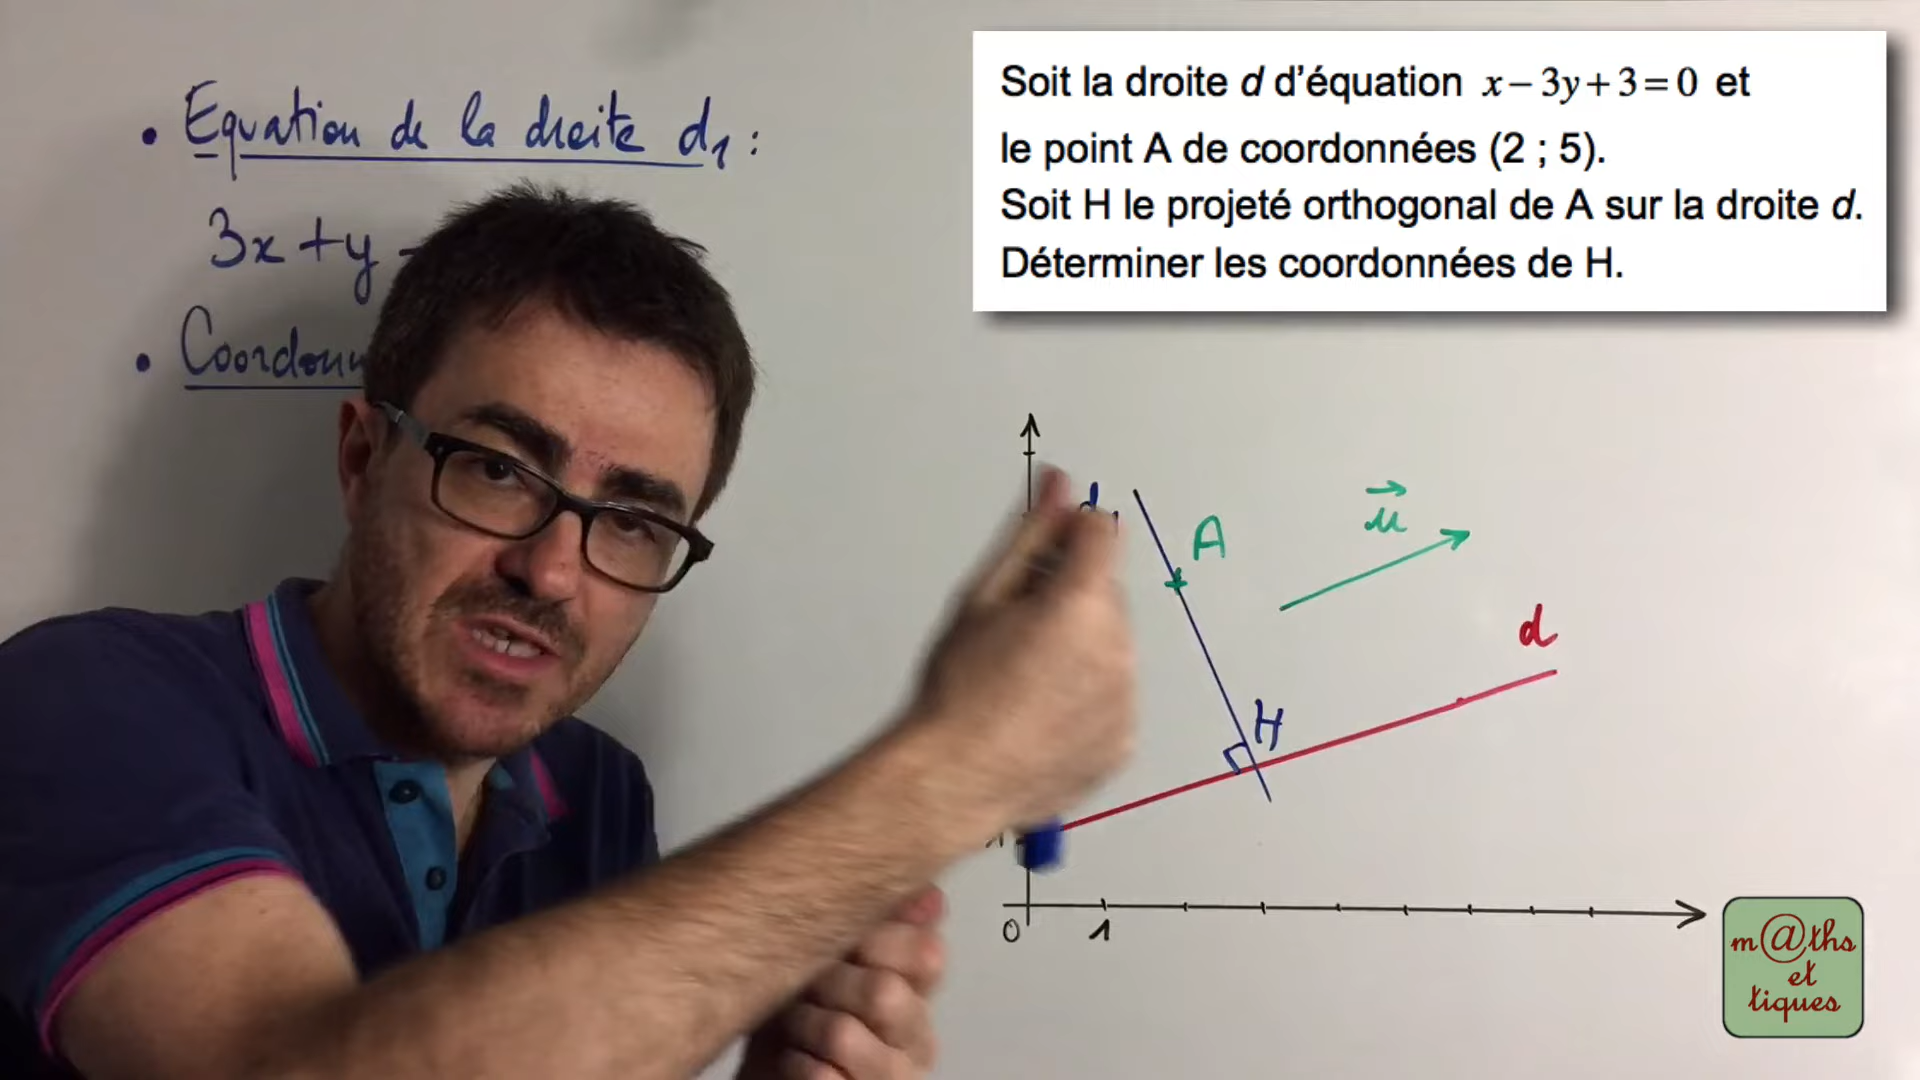 • Equation de la droite d₁ :
3x + y -
• Coordonn
Soit la droite d d'équation x − 3y + 3 = 0 et
le point A de coordonnées (2 ; 5).
Soit H le projeté orthogonal de A sur la droite d.
Déterminer les coordonnées de H.
d₁
A
u
d
H
1
0
1
m@ths
et
tiques